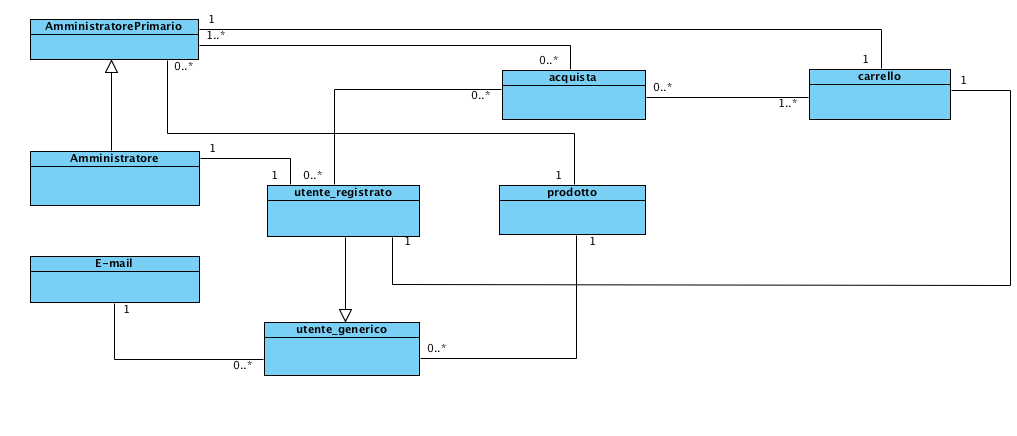 AmministratorePrimario
1
1..*
0..*
0..*
1
acquista
0..*
0..*
1..*
carrello
1
Amministratore
1
1
0..*
utente_registrato
1
1
prodotto
1
E-mail
1
0..*
utente_generico
0..*